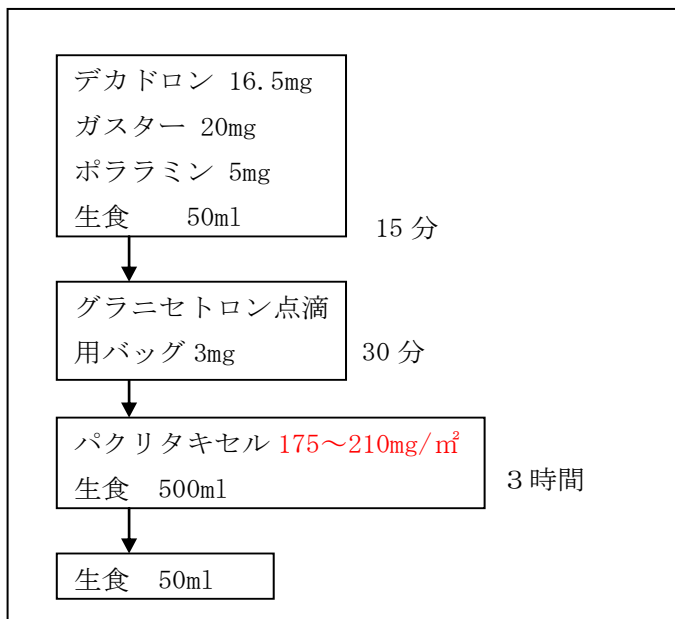 デカドロン 16.5mg
ガスター 20mg
ポララミン 5mg
生食 50ml
15分
グラニセトロン点滴
用バッグ3mg
30分
パクリタキセル 175～210mg/㎡
生食 500ml
３時間
生食 50ml